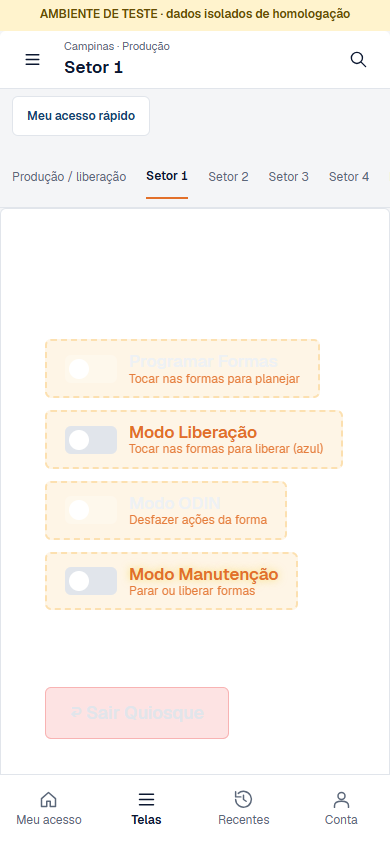 AMBIENTE DE TESTE · dados isolados de homologação
Campinas · Produção
Setor 1
Meu acesso rápido
Produção / liberação
Setor 1
Setor 2
Setor 3
Setor 4
Programar Formas
Tocar nas formas para planejar
Modo Liberação
Tocar nas formas para liberar (azul)
Modo ODIN
Desfazer ações da forma
Modo Manutenção
Parar ou liberar formas
Sair Quiosque
Meu acesso
Telas
Recentes
Conta